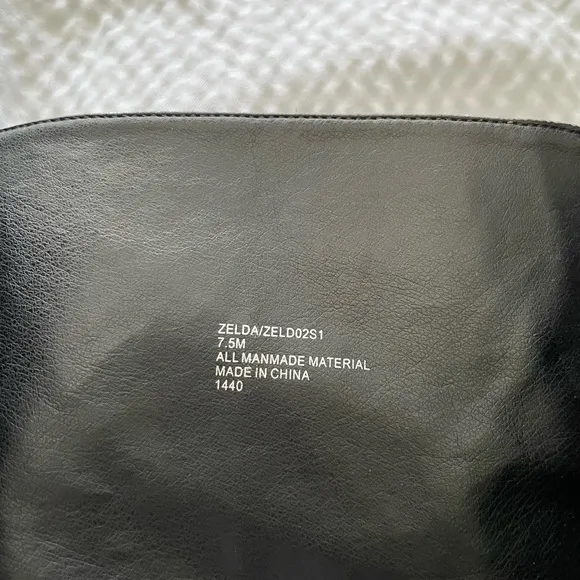 ZELDA/ZELD02S1
7.5M
ALL MANMADE MATERIAL
MADE IN CHINA
1440